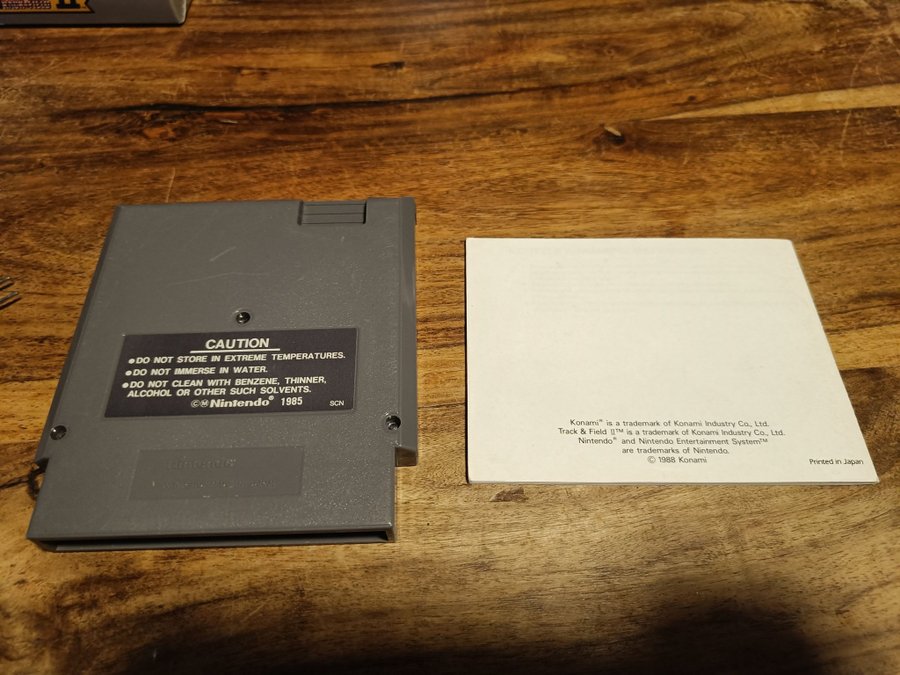 II
CAUTION
●DO NOT STORE IN EXTREME TEMPERATURES.
●DO NOT IMMERSE IN WATER.
●DO NOT CLEAN WITH BENZENE, THINNER,
ALCOHOL OR OTHER SUCH SOLVENTS.
©Ⓜ Nintendo® 1985 SCN
Konami® is a trademark of Konami Industry Co., Ltd.
Track & Field II™ is a trademark of Konami Industry Co., Ltd.
Nintendo® and Nintendo Entertainment System™
are trademarks of Nintendo.
© 1988 Konami
Printed in Japan